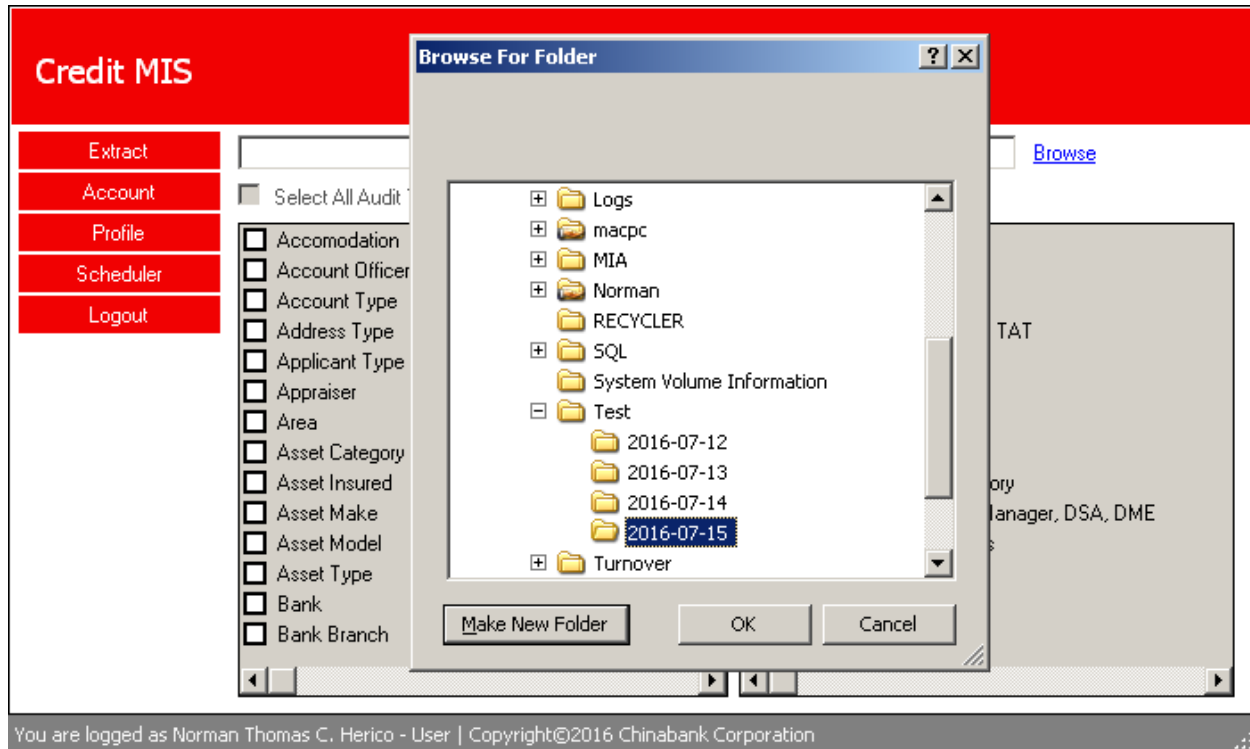 Credit MIS
Browse For Folder
Extract
Account
Profile
Scheduler
Logout
Browse
Select All Audit
Accomodation
Account Officer
Account Type
Address Type
Applicant Type
Appraiser
Area
Asset Category
Asset Insured
Asset Make
Asset Model
Asset Type
Bank
Bank Branch
Logs
macpc
MIA
Norman
RECYCLER
SQL
System Volume Information
Test
2016-07-12
2016-07-13
2016-07-14
2016-07-15
Turnover
Make New Folder
OK
Cancel
TAT
ory
anager, DSA, DME
s
You are logged as Norman Thomas C. Herico - User | Copyright©2016 Chinabank Corporation